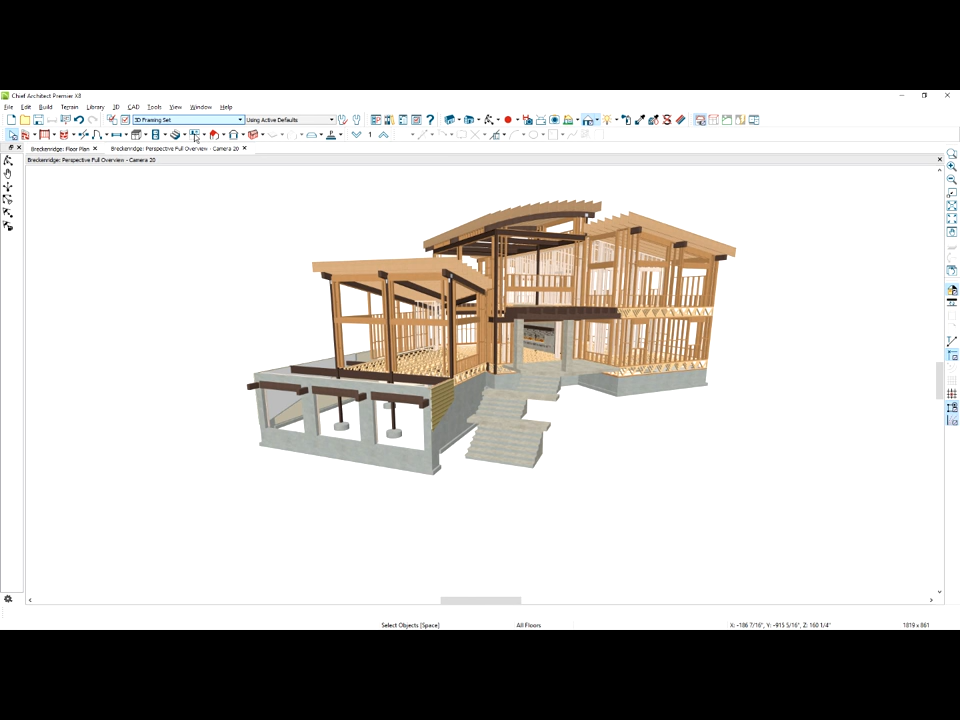 Chief Architect Premier X8
File Edit Build Terrain Library 3D CAD Tools View Window Help
3D Framing Set Using Active Defaults
1
Breckenridge: Floor Plan Breckenridge: Perspective Full Overview - Camera 20
Breckenridge: Perspective Full Overview - Camera 20
Select Objects [Space] All Floors X: -186 7/16", Y: -915 5/16", Z: 160 1/4" 1819 x 861